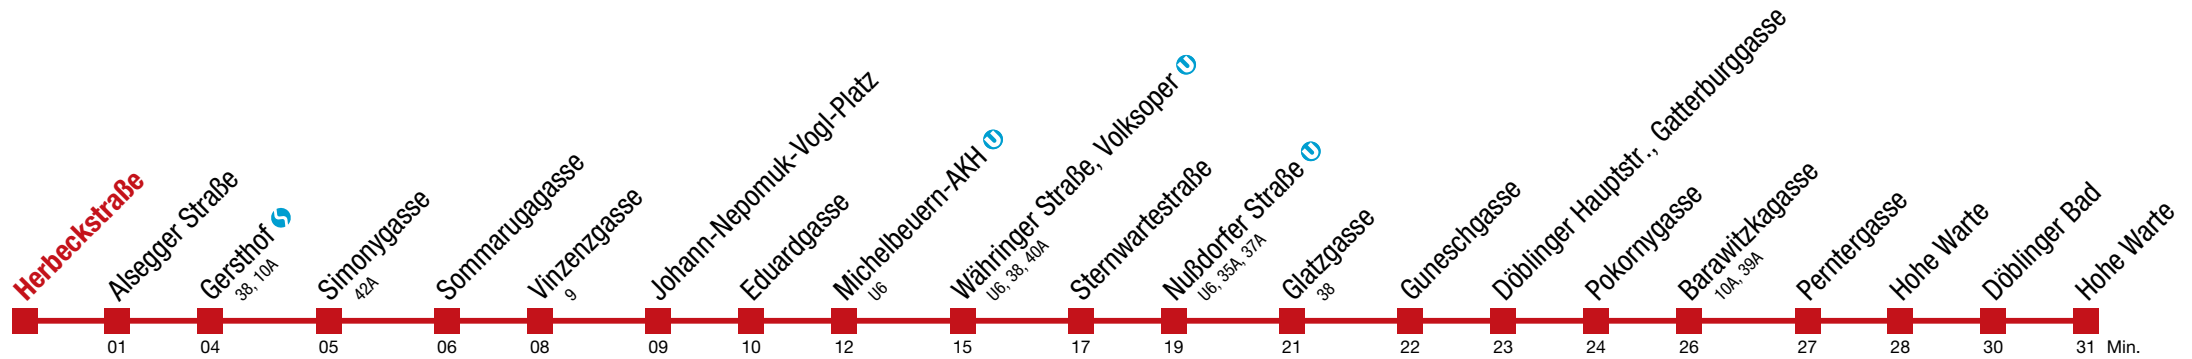 Herbeckstraße
Alsegger Straße
Gersthof
38, 10A
Simonygasse
42A
Sommarugagasse
Vinzenzgasse
9
Johann-Nepomuk-Vogl-Platz
Eduardgasse
Michelbeuern-AKH U
U6
Währinger Straße, Volksoper U
U6, 38, 40A
Sternwartestraße
Nußdorfer Straße U
U6, 35A, 37A
Glatzgasse
38
Guneschgasse
Döblinger Hauptstr., Gatterburggasse
Pokornygasse
Barawitzkagasse
10A, 39A
Perntergasse
Hohe Warte
Döblinger Bad
Hohe Warte
01 04 05 06 08 09 10 12 15 17 19 21 22 23 24 26 27 28 30 31 Min.